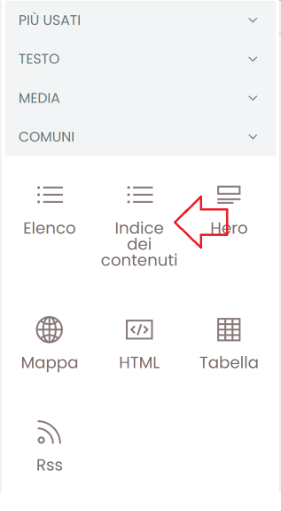 PIÙ USATI
TESTO
MEDIA
COMUNI
Elenco
Indice
dei
contenuti
Hero
Mappa
HTML
Tabella
Rss